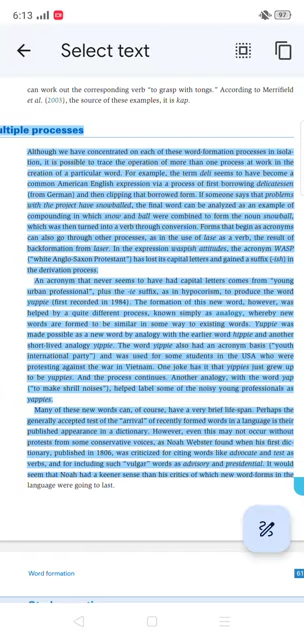 6:13
97
Select text
can work out the corresponding verb "to grasp with tongs." According to Merrifield
et al. (2003), the source of these examples, it is kap.
ultiple processes
Although we have concentrated on each of these word-formation processes in isola-
tion, it is possible to trace the operation of more than one process at work in the
creation of a particular word. For example, the term deli seems to have become a
common American English expression via a process of first borrowing delicatessen
(from German) and then clipping that borrowed form. If someone says that problems
with the project have snowballed, the final word can be analyzed as an example of
compounding in which snow and ball were combined to form the noun snowball,
which was then turned into a verb through conversion. Forms that begin as acronyms
can also go through other processes, as in the use of lase as a verb, the result of
backformation from laser. In the expression waspish attitudes, the acronym WASP
("white Anglo-Saxon Protestant") has lost its capital letters and gained a suffix (-ish) in
the derivation process.
An acronym that never seems to have had capital letters comes from "young
urban professional", plus the -ie suffix, as in hypocorism, to produce the word
yuppie (first recorded in 1984). The formation of this new word, however, was
helped by a quite different process, known simply as analogy, whereby new
words are formed to be similar in some way to existing words. Yuppie was
made possible as a new word by analogy with the earlier word hippie and another
short-lived analogy yippie. The word yippie also had an acronym basis ("youth
international party") and was used for some students in the USA who were
protesting against the war in Vietnam. One joke has it that yippies just grew up
to be yuppies. And the process continues. Another analogy, with the word yap
("to make shrill noises"), helped label some of the noisy young professionals as
yappies.
Many of these new words can, of course, have a very brief life-span. Perhaps the
generally accepted test of the "arrival" of recently formed words in a language is their
published appearance in a dictionary. However, even this may not occur without
protests from some conservative voices, as Noah Webster found when his first dic-
tionary, published in 1806, was criticized for citing words like advocate and test as
verbs, and for including such "vulgar" words as advisory and presidential. It would
seem that Noah had a keener sense than his critics of which new word-forms in the
language were going to last.
Word formation
61